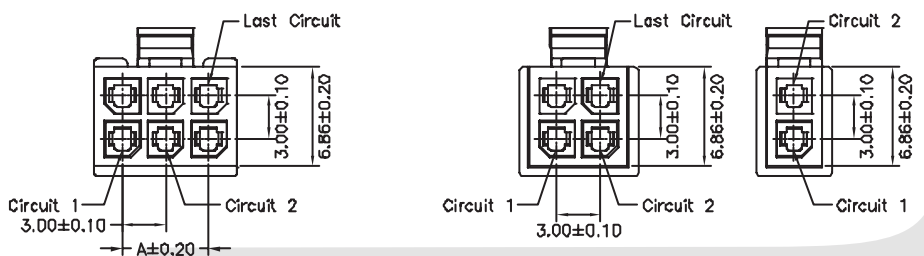 Last Circuit
3.00±0.10
6.86±0.20
Circuit 1
Circuit 2
3.00±0.10
A±0.20
Last Circuit
3.00±0.10
6.86±0.20
Circuit 1
Circuit 2
3.00±0.10
Circuit 2
3.00±0.10
6.86±0.20
Circuit 1